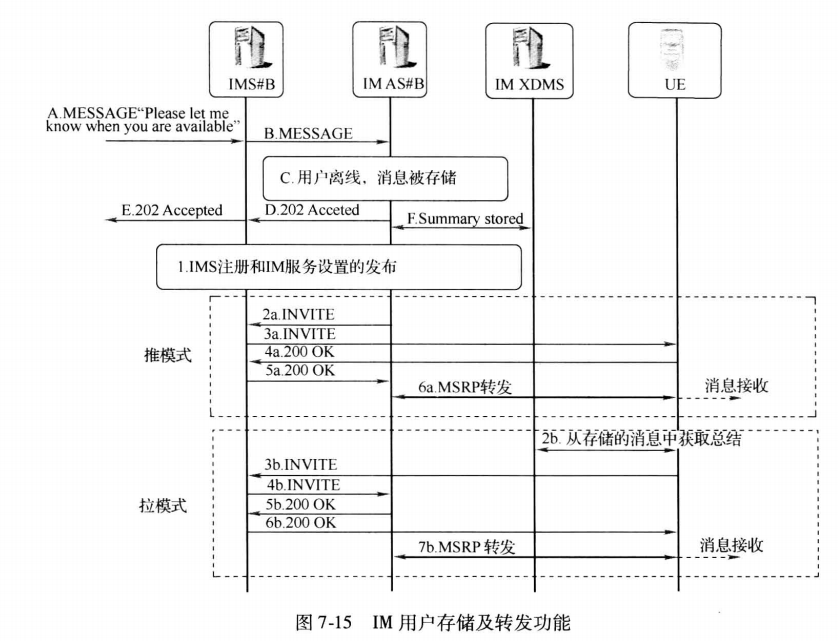 IMS#B
IM AS#B
IM XDMS
UE
A.MESSAGE“Please let me
know when you are available”
B.MESSAGE
C. 用户离线，消息被存储
E.202 Accepted
D.202 Acceted
F.Summary stored
1.IMS注册和IM服务设置的发布
2a.INVITE
3a.INVITE
4a.200 OK
推模式
5a.200 OK
6a.MSRP转发
消息接收
2b. 从存储的消息中获取总结
3b.INVITE
4b.INVITE
拉模式
5b.200 OK
6b.200 OK
7b.MSRP 转发
消息接收
图 7-15 IM 用户存储及转发功能